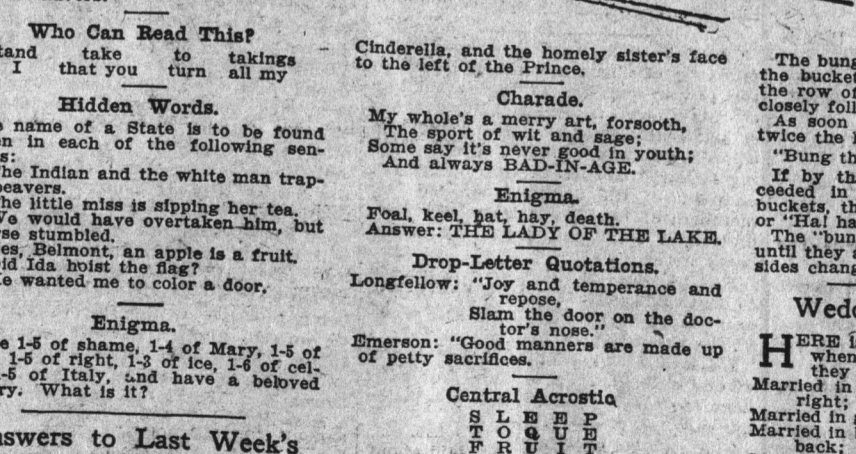 Who Can Read This?
take to takings
I that you turn all my
Hidden Words.
name of a State is to be found
in each of the following sen-
Indian and the white man trap-
little miss is sipping her tea.
would have overtaken him, but
stumbled.
Belmont, an apple is a fruit.
Ida hoist the flag?
wanted me to color a door.
Enigma.
1-5 of shame, 1-4 of Mary, 1-5 of
1-5 of right, 1-3 of ice, 1-6 of cel-
of Italy, and have a beloved
What is it?
to Last Week's
Cinderella, and the homely sister's face
to the left of the Prince.
Charade.
My whole's a merry art, forsooth,
The sport of wit and sage;
Some say it's never good in youth;
And always BAD-IN-AGE.
Enigma.
Foal, keel, hat, hay, death.
Answer: THE LADY OF THE LAKE.
Drop-Letter Quotations.
Longfellow: "Joy and temperance and
repose,
Slam the door on the doc-
tor's nose."
Emerson: "Good manners are made up
of petty sacrifices.
Central Acrostic
S L E E P
T O Q U E
F R U I T
The bung
the bucket
the row of
closely foll
As soon
twice the
"Bung th
If by th
ceeded in
buckets, th
or "Ha! ha
The "bun
until they
sides chang
Wed
HERE
when
they
Married in
right;
Married in
Married in
back;